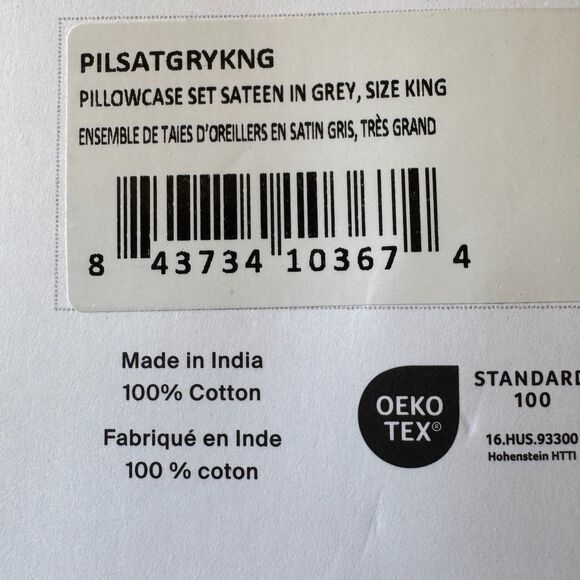 PILSATGRYKNG
PILLOWCASE SET SATEEN IN GREY, SIZE KING
ENSEMBLE DE TAIES D'OREILLERS EN SATIN GRIS, TRÈS GRAND
8 43734 10367 4
Made in India
100% Cotton
Fabriqué en Inde
100 % coton
OEKO
TEX®
STANDARD
100
16.HUS.93300
Hohenstein HTTI